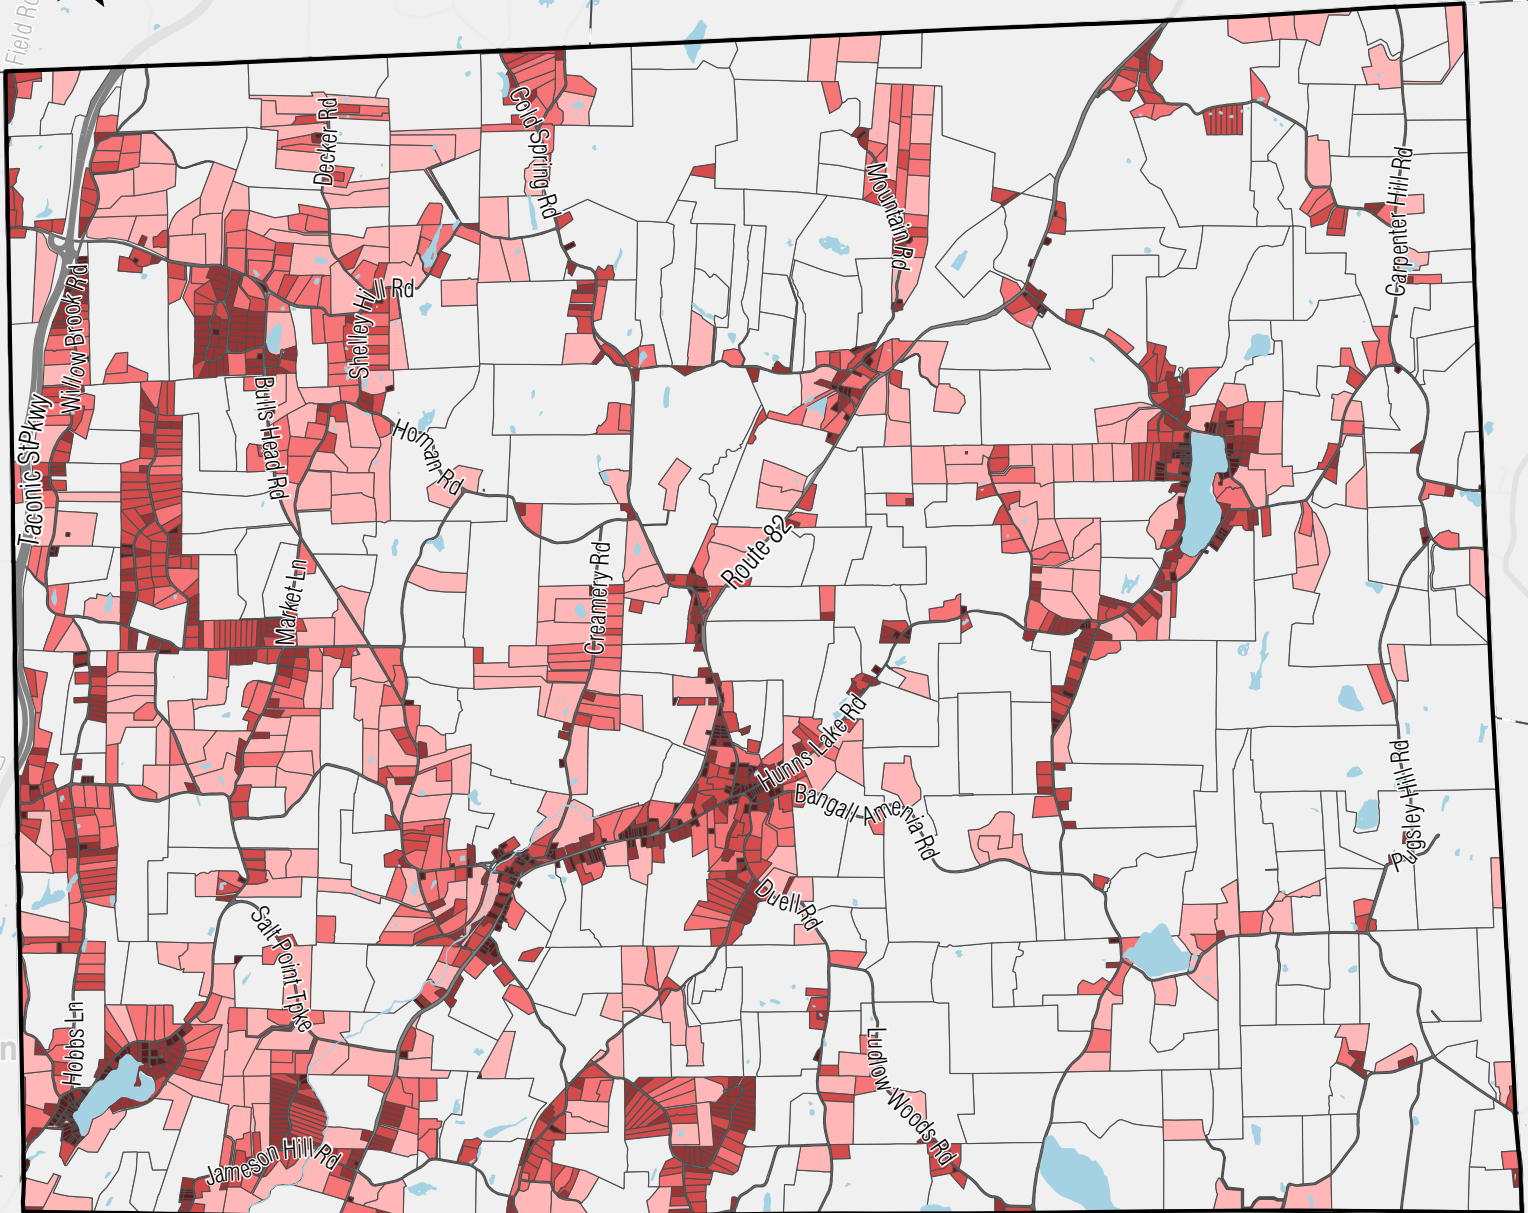 Field Rd
Decker Rd
Cold Spring Rd
Mountain Rd
Carpenter Hill Rd
Willow Brook Rd
Shelley Hill Rd
Taconic St Pkwy
Bulls Head Rd
Homan Rd
Route 82
Market Ln
Creamery Rd
Hunns Lake Rd
Bangall-Amenia Rd
Pugsley Hill Rd
Duell Rd
Salt Point Tpke
Hobbs Ln
n
Ludlow Woods Rd
Jameson Hill Rd